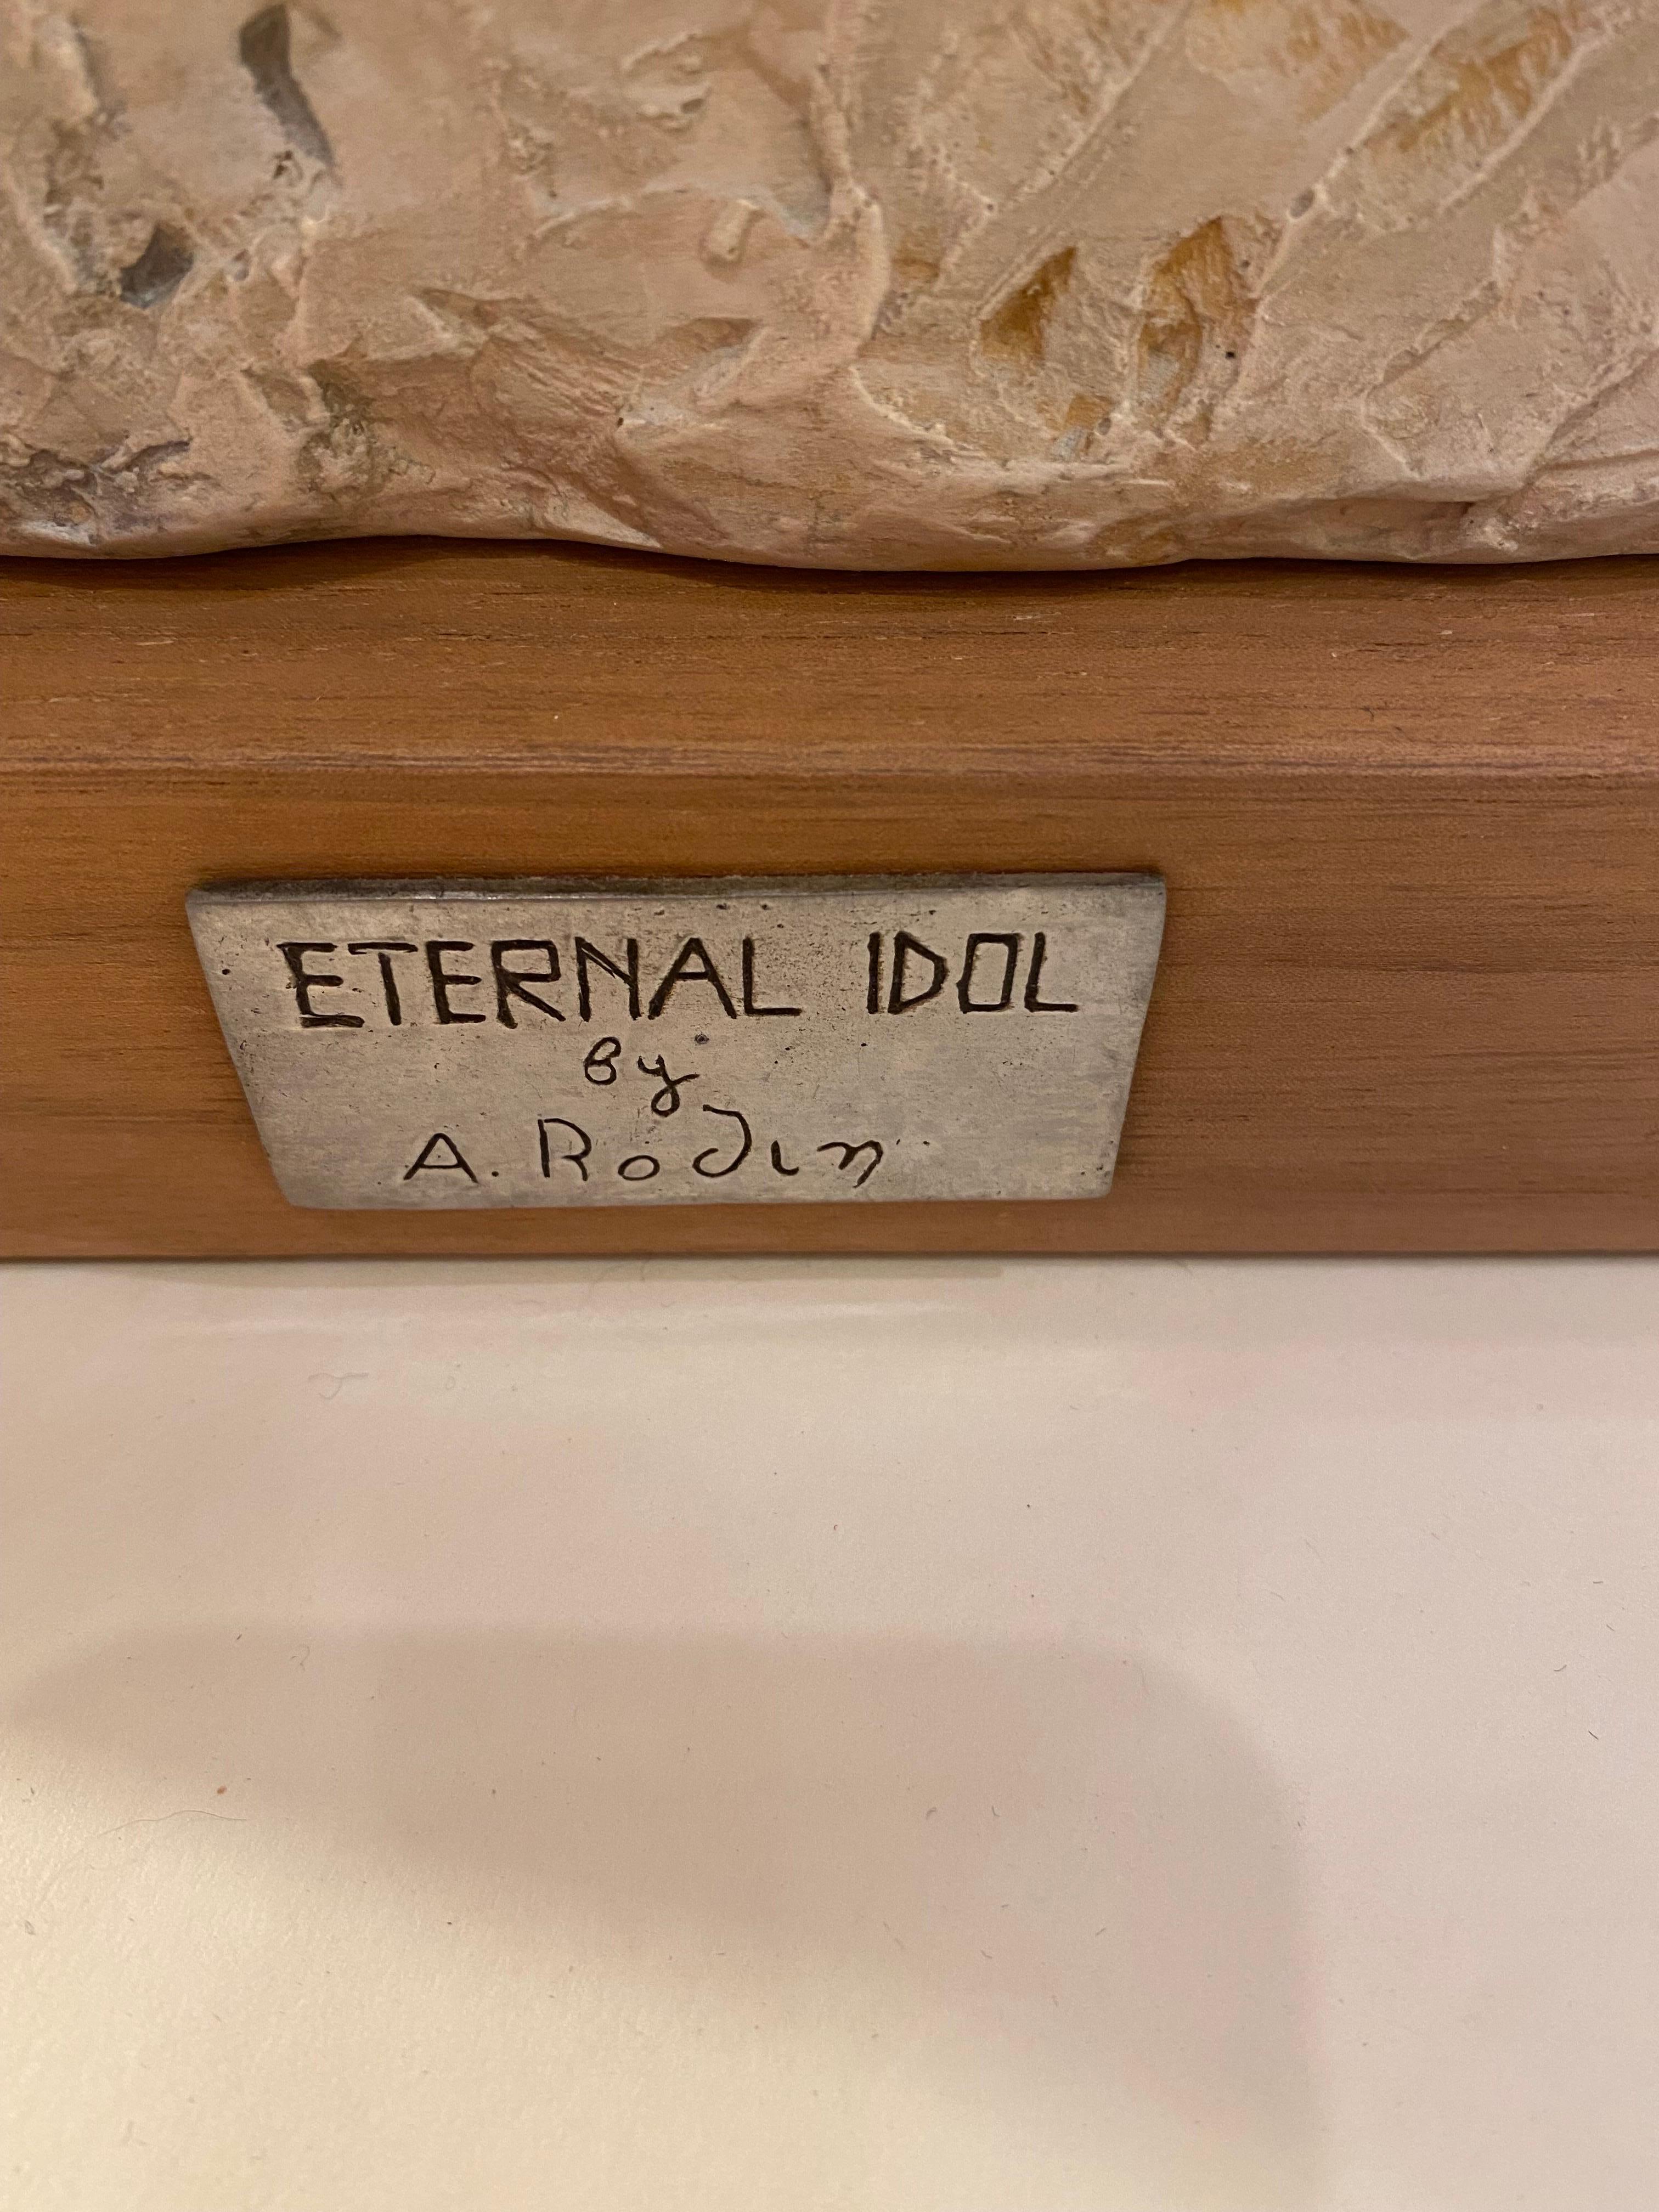 ETERNAL IDOL
By
A. Rodin